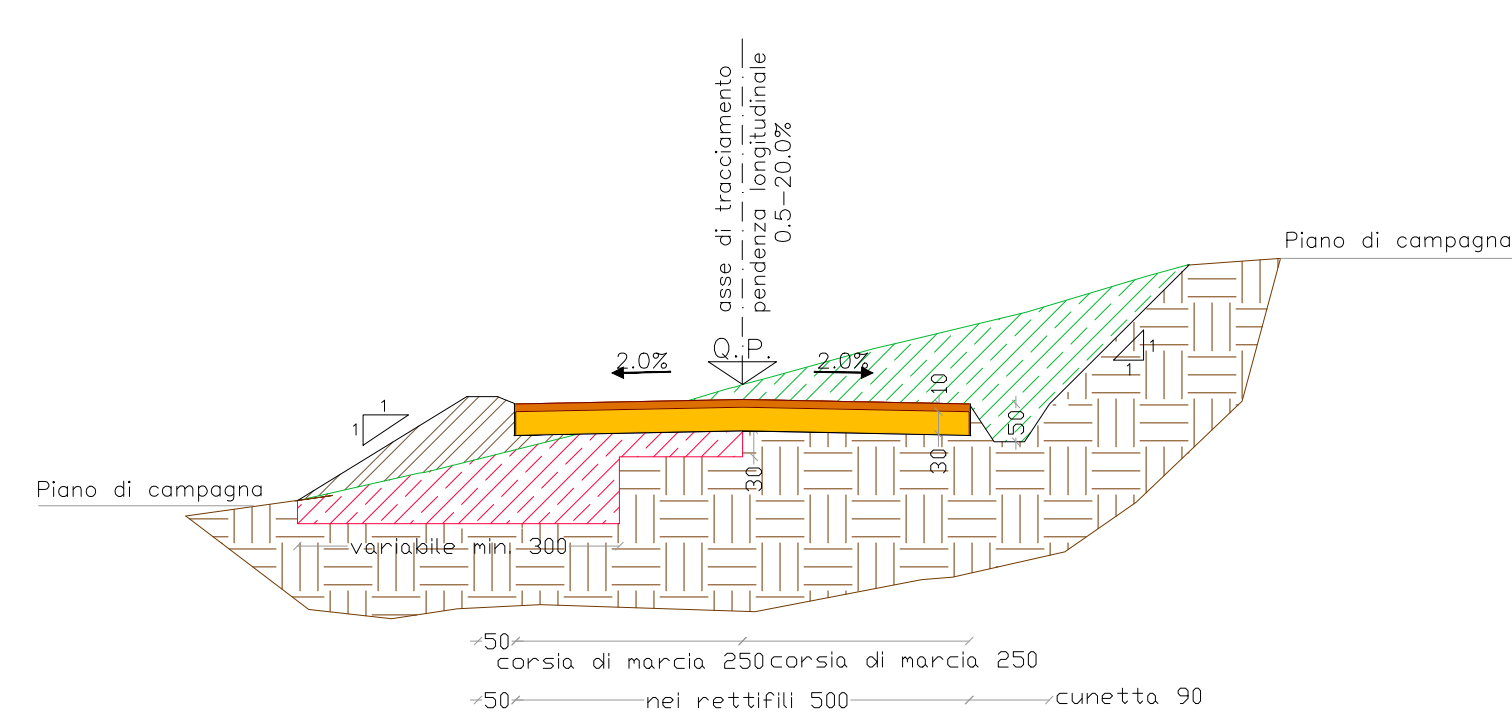 asse di tracciamento
pendenza longitudinale
0.5-20.0%
Piano di campagna
Q.P.
2.0%
2.0%
10
1
1
1
1
50
30
30
Piano di campagna
variabile min. 300
50
corsia di marcia 250
corsia di marcia 250
50
nei rettifili 500
cunetta 90